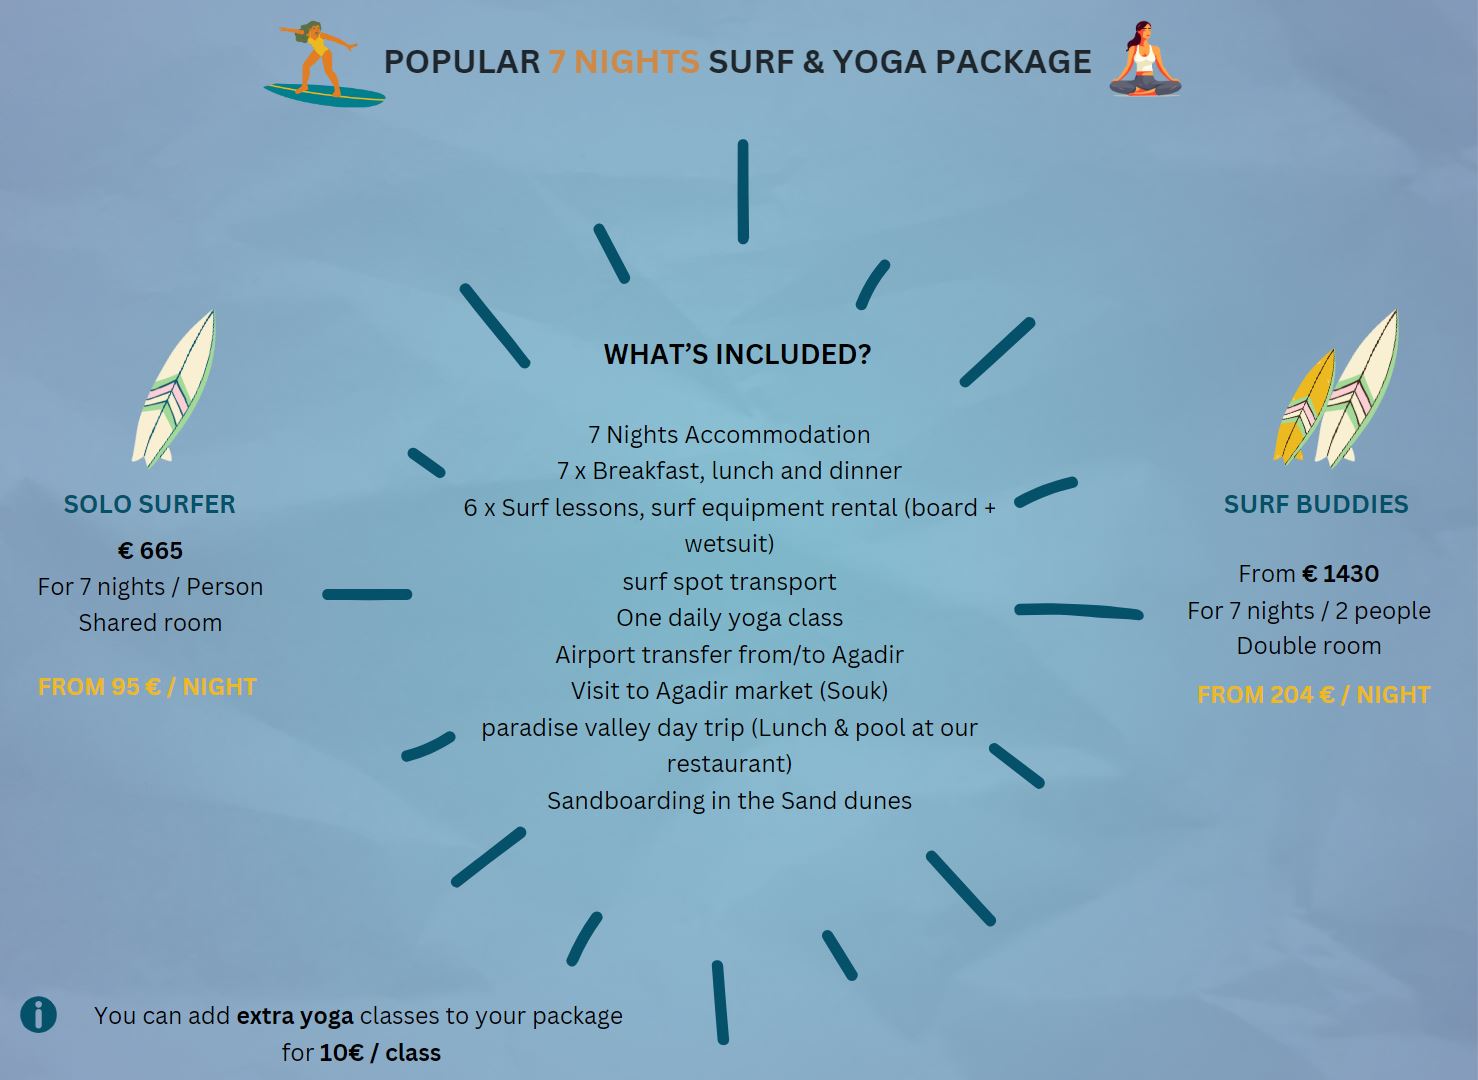 POPULAR 7 NIGHTS SURF & YOGA PACKAGE
WHAT’S INCLUDED?
7 Nights Accommodation
7 x Breakfast, lunch and dinner
6 x Surf lessons, surf equipment rental (board +
wetsuit)
surf spot transport
One daily yoga class
Airport transfer from/to Agadir
Visit to Agadir market (Souk)
paradise valley day trip (Lunch & pool at our
restaurant)
Sandboarding in the Sand dunes
SOLO SURFER
€ 665
For 7 nights / Person
Shared room
FROM 95 € / NIGHT
SURF BUDDIES
From € 1430
For 7 nights / 2 people
Double room
FROM 204 € / NIGHT
You can add extra yoga classes to your package
for 10€ / class